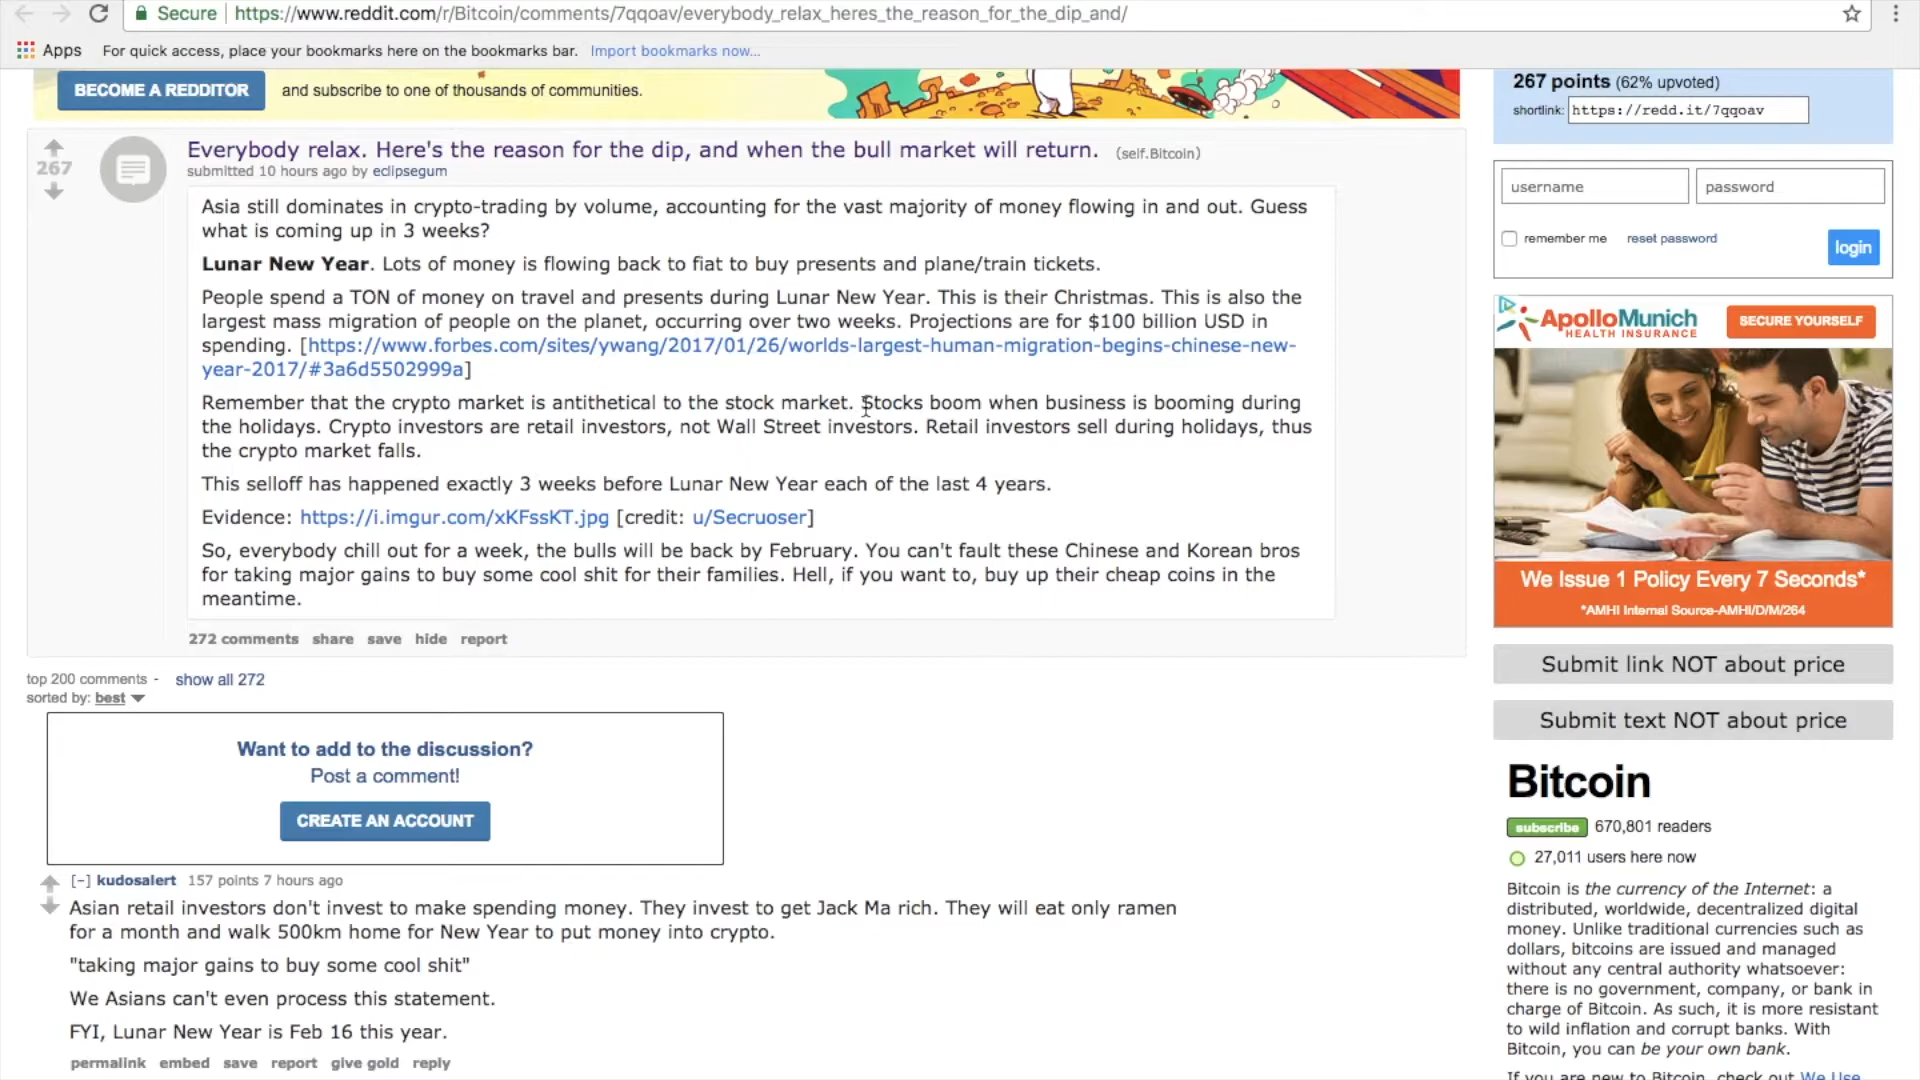 Secure https://www.reddit.com/r/Bitcoin/comments/7qqoav/everybody_relax_heres_the_reason_for_the_dip_and/
Apps For quick access, place your bookmarks here on the bookmarks bar. Import bookmarks now...
BECOME A REDDITOR and subscribe to one of thousands of communities.
267 points (62% upvoted)
shortlink: https://redd.it/7qqoav
267
Everybody relax. Here's the reason for the dip, and when the bull market will return. (self.Bitcoin)
submitted 10 hours ago by eclipsegum
Asia still dominates in crypto-trading by volume, accounting for the vast majority of money flowing in and out. Guess
what is coming up in 3 weeks?
Lunar New Year. Lots of money is flowing back to fiat to buy presents and plane/train tickets.
People spend a TON of money on travel and presents during Lunar New Year. This is their Christmas. This is also the
largest mass migration of people on the planet, occurring over two weeks. Projections are for $100 billion USD in
spending. [https://www.forbes.com/sites/ywang/2017/01/26/worlds-largest-human-migration-begins-chinese-new-
year-2017/#3a6d5502999a]
Remember that the crypto market is antithetical to the stock market. Stocks boom when business is booming during
the holidays. Crypto investors are retail investors, not Wall Street investors. Retail investors sell during holidays, thus
the crypto market falls.
This selloff has happened exactly 3 weeks before Lunar New Year each of the last 4 years.
Evidence: https://i.imgur.com/xKFssKT.jpg [credit: u/Secruoser]
So, everybody chill out for a week, the bulls will be back by February. You can't fault these Chinese and Korean bros
for taking major gains to buy some cool shit for their families. Hell, if you want to, buy up their cheap coins in the
meantime.
272 comments share save hide report
top 200 comments - show all 272
sorted by: best
Want to add to the discussion?
Post a comment!
CREATE AN ACCOUNT
[–] kudosalert 157 points 7 hours ago
Asian retail investors don't invest to make spending money. They invest to get Jack Ma rich. They will eat only ramen
for a month and walk 500km home for New Year to put money into crypto.
"taking major gains to buy some cool shit"
We Asians can't even process this statement.
FYI, Lunar New Year is Feb 16 this year.
permalink embed save report give gold reply
username password
remember me reset password login
ApolloMunich SECURE YOURSELF
HEALTH INSURANCE
We Issue 1 Policy Every 7 Seconds*
*AMHI Internal Source-AMHI/D/M/264
Submit link NOT about price
Submit text NOT about price
Bitcoin
subscribe 670,801 readers
27,011 users here now
Bitcoin is the currency of the Internet: a
distributed, worldwide, decentralized digital
money. Unlike traditional currencies such as
dollars, bitcoins are issued and managed
without any central authority whatsoever:
there is no government, company, or bank in
charge of Bitcoin. As such, it is more resistant
to wild inflation and corrupt banks. With
Bitcoin, you can be your own bank.
If you are new to Bitcoin, check out We Use